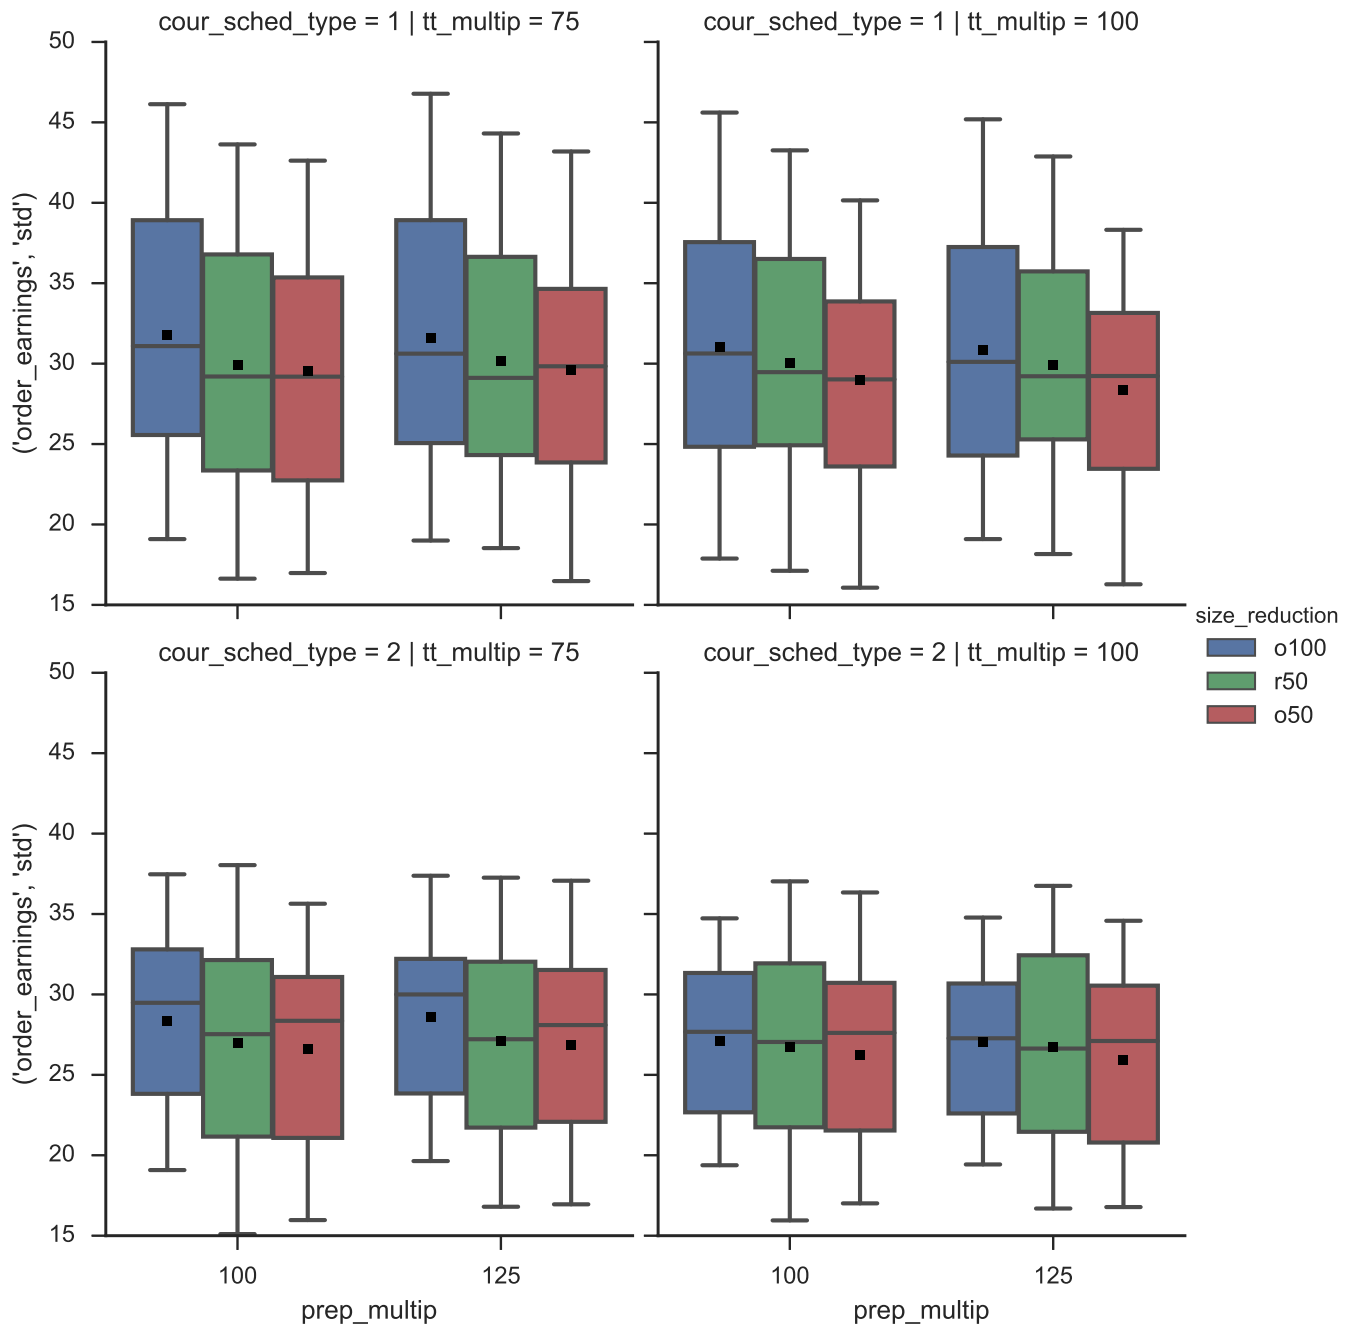 cour_sched_type = 1 | tt_multip = 75
cour_sched_type = 1 | tt_multip = 100
50
45
40
35
30
25
20
15
('order_earnings', 'std')
size_reduction
o100
r50
o50
cour_sched_type = 2 | tt_multip = 75
cour_sched_type = 2 | tt_multip = 100
50
45
40
35
30
25
20
15
('order_earnings', 'std')
100
125
100
125
prep_multip
prep_multip